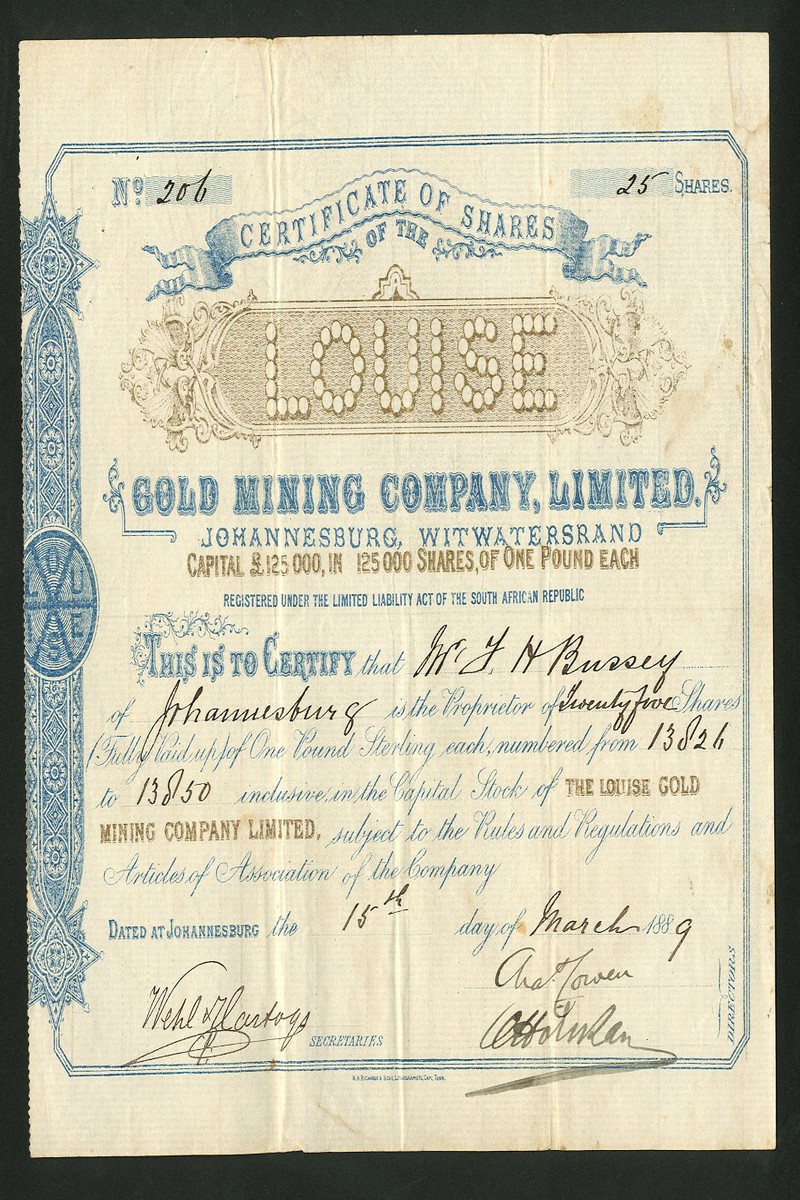 No. 206
25 SHARES.
CERTIFICATE OF SHARES
OF THE
LOUISE
GOLD MINING COMPANY, LIMITED.
JOHANNESBURG, WITWATERSRAND
CAPITAL £125 000, IN 125 000 SHARES, OF ONE POUND EACH
REGISTERED UNDER THE LIMITED LIABILITY ACT OF THE SOUTH AFRICAN REPUBLIC
THIS IS TO CERTIFY that Mr F. H Bussey
of Johannesburg is the Proprietor of Twenty five Shares
(Fully Paid up) of One Pound Sterling each, numbered from 13826
to 13850 inclusive, in the Capital Stock of THE LOUISE GOLD
MINING COMPANY LIMITED, subject to the Rules and Regulations and
Articles of Association of the Company
DATED AT JOHANNESBURG the 15th day of March 1889
Wehl & Hartogs
SECRETARIES
DIRECTORS